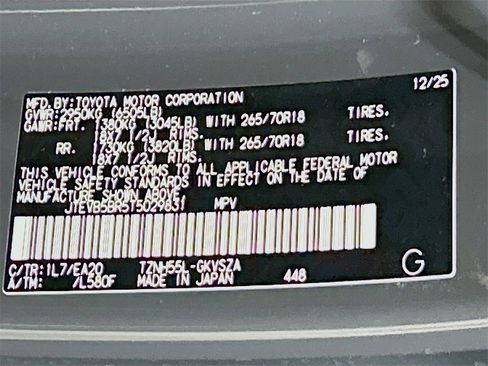 MFD.BY:TOYOTA MOTOR CORPORATION 12/25
GVWR:2950KG (6505LB)
GAWR:FRT. 1380KG (3045LB) WITH 265/70R18 TIRES.
18X7 1/2J RIMS.
RR. 1730KG (3820LB) WITH 265/70R18 TIRES.
18X7 1/2J RIMS.
THIS VEHICLE CONFORMS TO ALL APPLICABLE FEDERAL MOTOR
VEHICLE SAFETY STANDARDS IN EFFECT ON THE DATE OF
MANUFACTURE SHOWN ABOVE.
JTEVB5BR5T5029831 MPV
C/TR:1L7/EA20 TZNH55L-GKVSZA
A/TM: /L580F MADE IN JAPAN 448 G